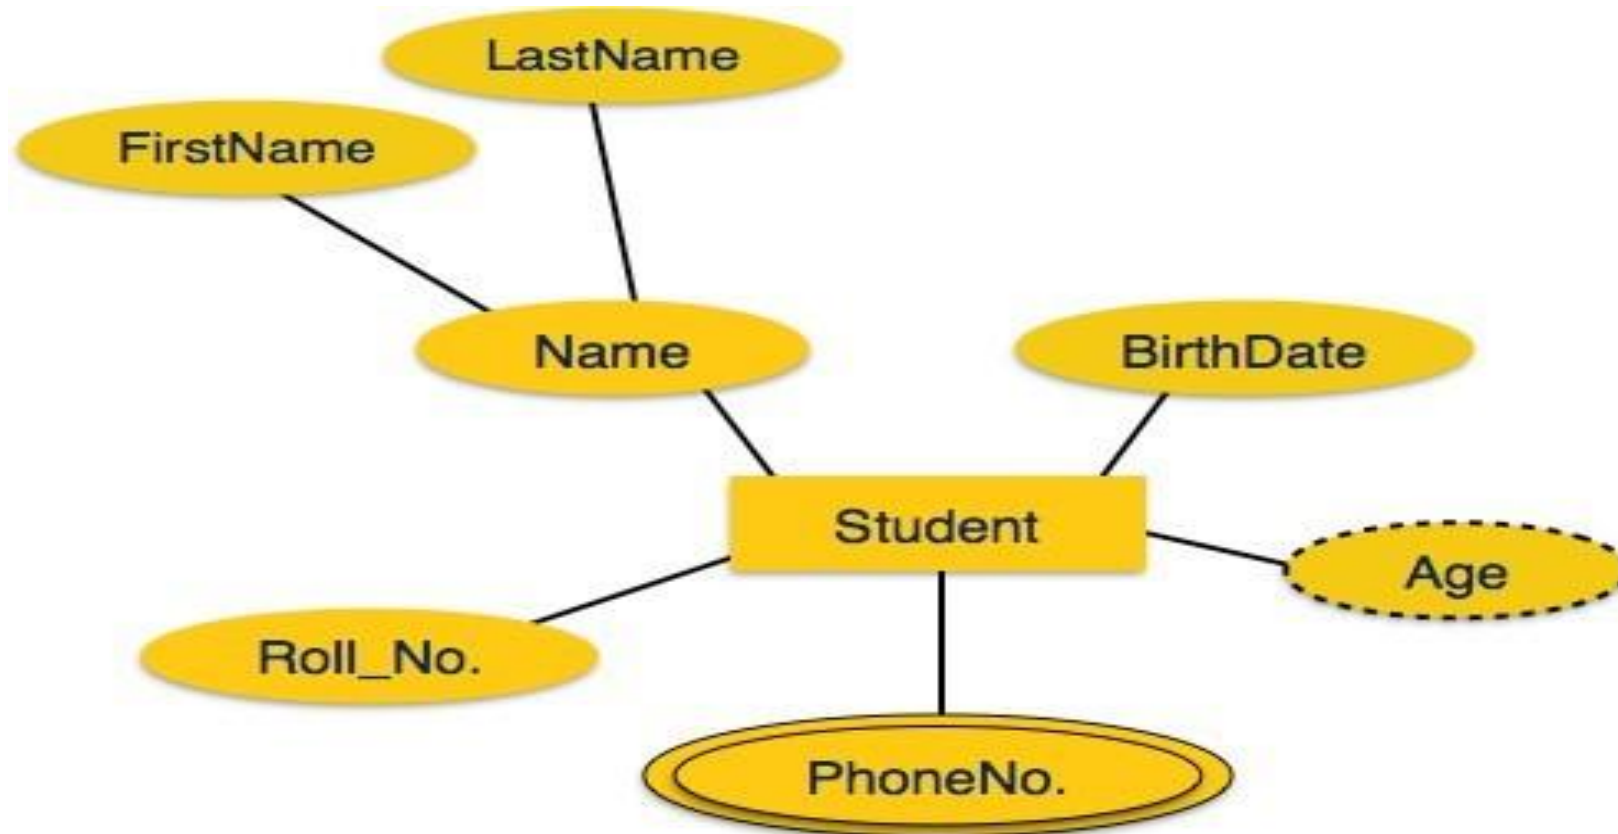 LastName
FirstName
Name
BirthDate
Student
Age
Roll_No.
PhoneNo.